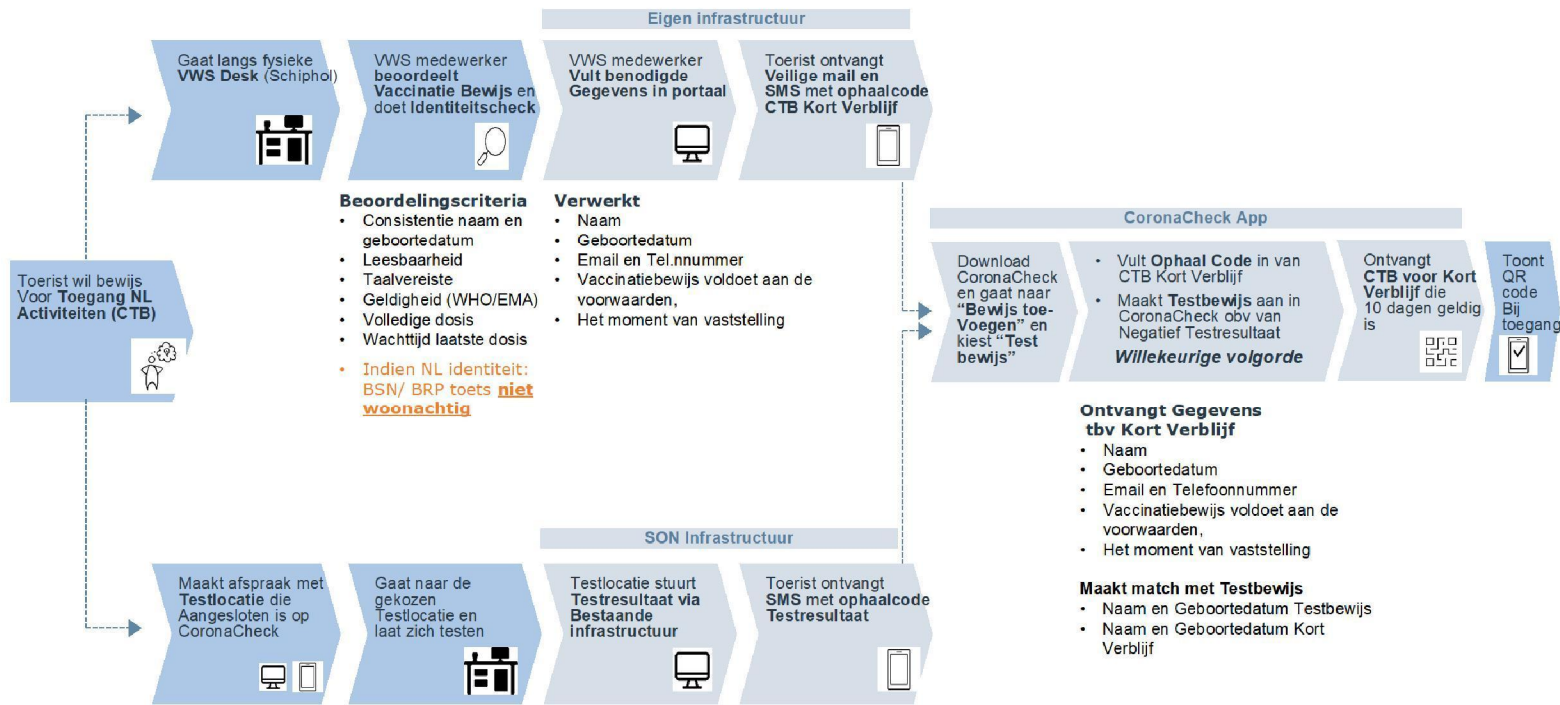 Eigen infrastructuur
Gaat langs fysieke
VWS Desk (Schiphol)
VWS medewerker
beoordeelt
Vaccinatie Bewijs en
doet Identiteitscheck
VWS medewerker
Vult benodigde
Gegevens in portaal
Toerist ontvangt
Veilige mail en
SMS met ophaalcode
CTB Kort Verblijf
Beoordelingscriteria
• Consistentie naam en
geboortedatum
• Leesbaarheid
• Taalvereiste
• Geldigheid (WHO/EMA)
• Volledige dosis
• Wachttijd laatste dosis
• Indien NL identiteit:
BSN/ BRP toets niet
woonachtig
Verwerkt
• Naam
• Geboortedatum
• Email en Tel.nnummer
• Vaccinatiebewijs voldoet aan de
voorwaarden,
• Het moment van vaststelling
Toerist wil bewijs
Voor Toegang NL
Activiteiten (CTB)
CoronaCheck App
Download
CoronaCheck
en gaat naar
“Bewijs toe-
Voegen” en
kiest “Test
bewijs”
• Vult Ophaal Code in van
CTB Kort Verblijf
• Maakt Testbewijs aan in
CoronaCheck obv van
Negatief Testresultaat
Willekeurige volgorde
Ontvangt
CTB voor Kort
Verblijf die
10 dagen geldig
is
Toont
QR
code
Bij
toegang
Ontvangt Gegevens
tbv Kort Verblijf
• Naam
• Geboortedatum
• Email en Telefoonnummer
• Vaccinatiebewijs voldoet aan de
voorwaarden,
• Het moment van vaststelling
Maakt match met Testbewijs
• Naam en Geboortedatum Testbewijs
• Naam en Geboortedatum Kort
Verblijf
SON Infrastructuur
Maakt afspraak met
Testlocatie die
Aangesloten is op
CoronaCheck
Gaat naar de
gekozen
Testlocatie en
laat zich testen
Testlocatie stuurt
Testresultaat via
Bestaande
infrastructuur
Toerist ontvangt
SMS met ophaalcode
Testresultaat